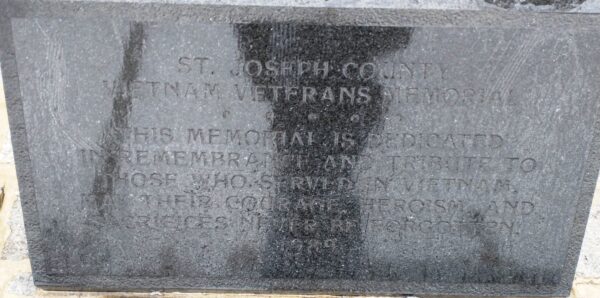 ST. JOSEPH COUNTY
VIETNAM VETERANS MEMORIAL
* * * * *
THIS MEMORIAL IS DEDICATED
IN REMEMBRANCE AND TRIBUTE TO
THOSE WHO SERVED IN VIETNAM.
MAY THEIR COURAGE, HEROISM, AND
SACRIFICES NEVER BE FORGOTTEN.
1989